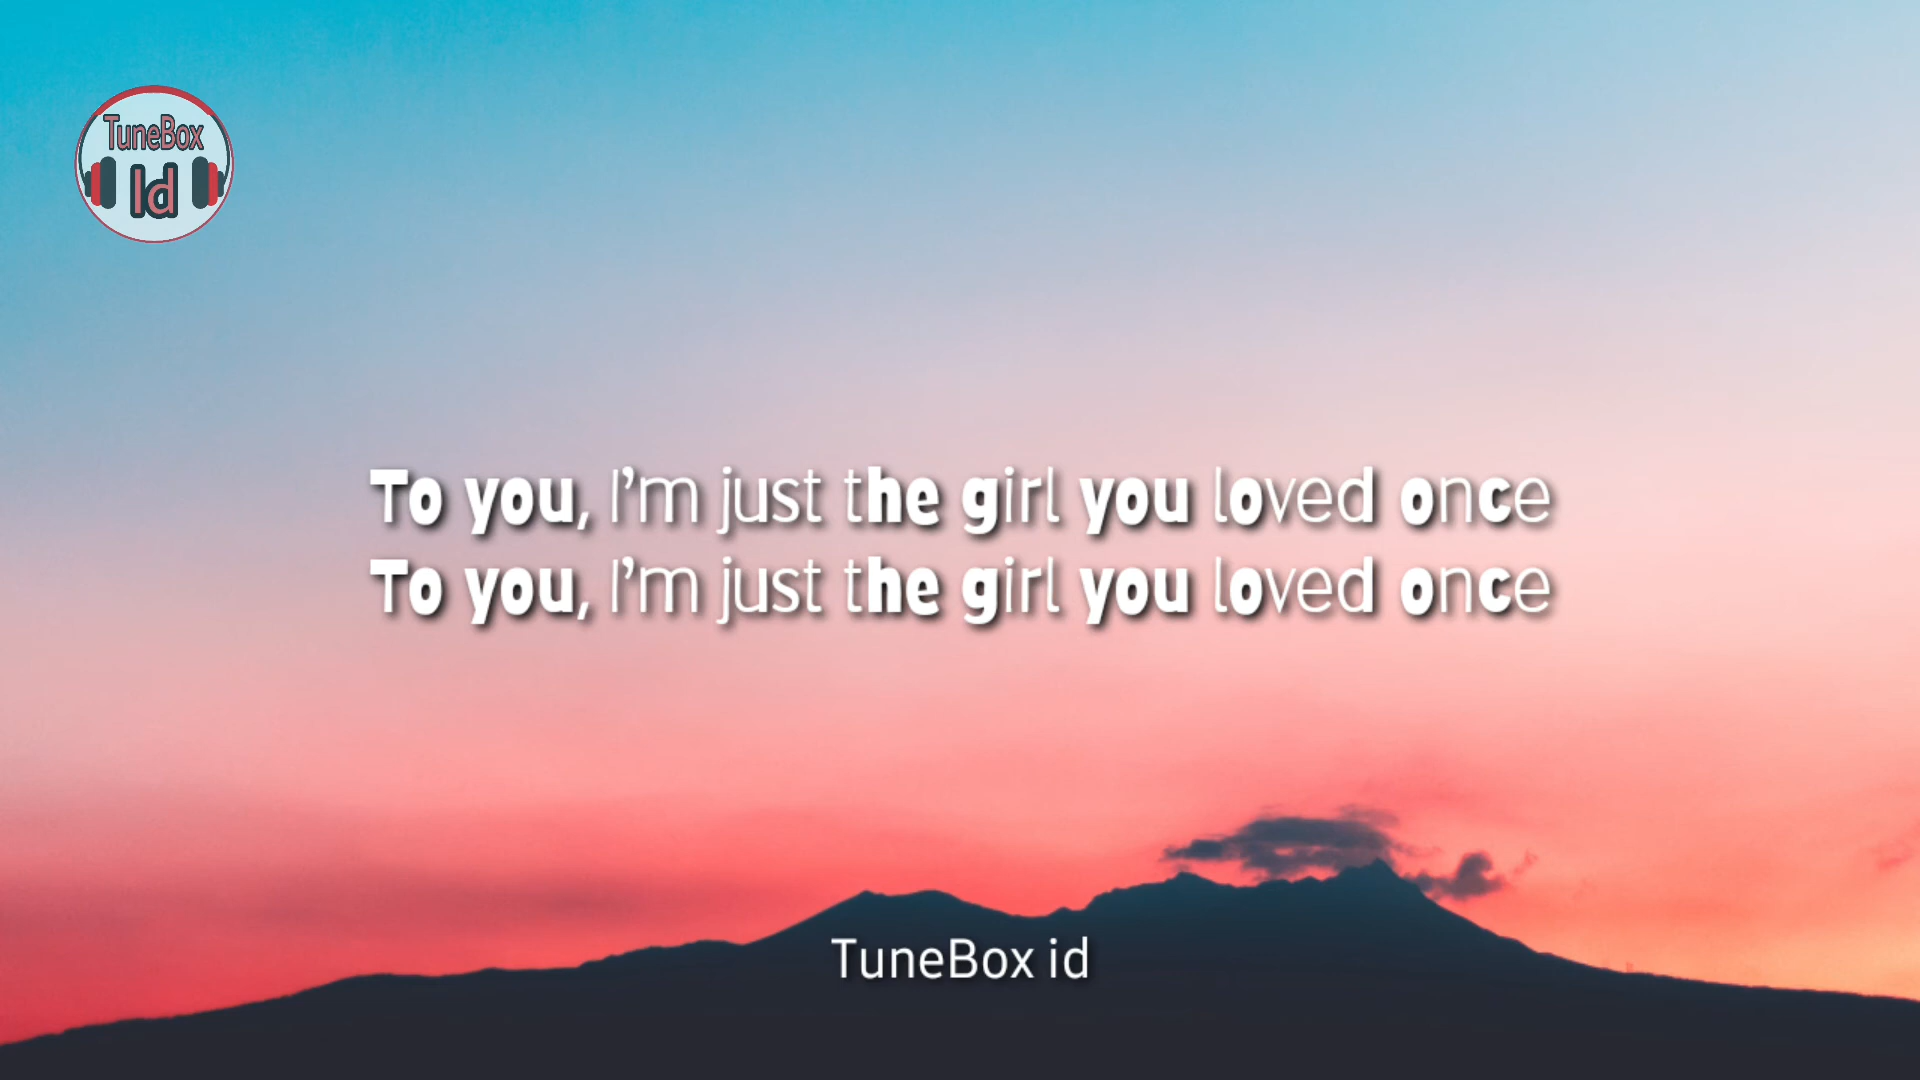 TuneBox
Id
To you, I'm just the girl you loved once
To you, I'm just the girl you loved once
TuneBox id